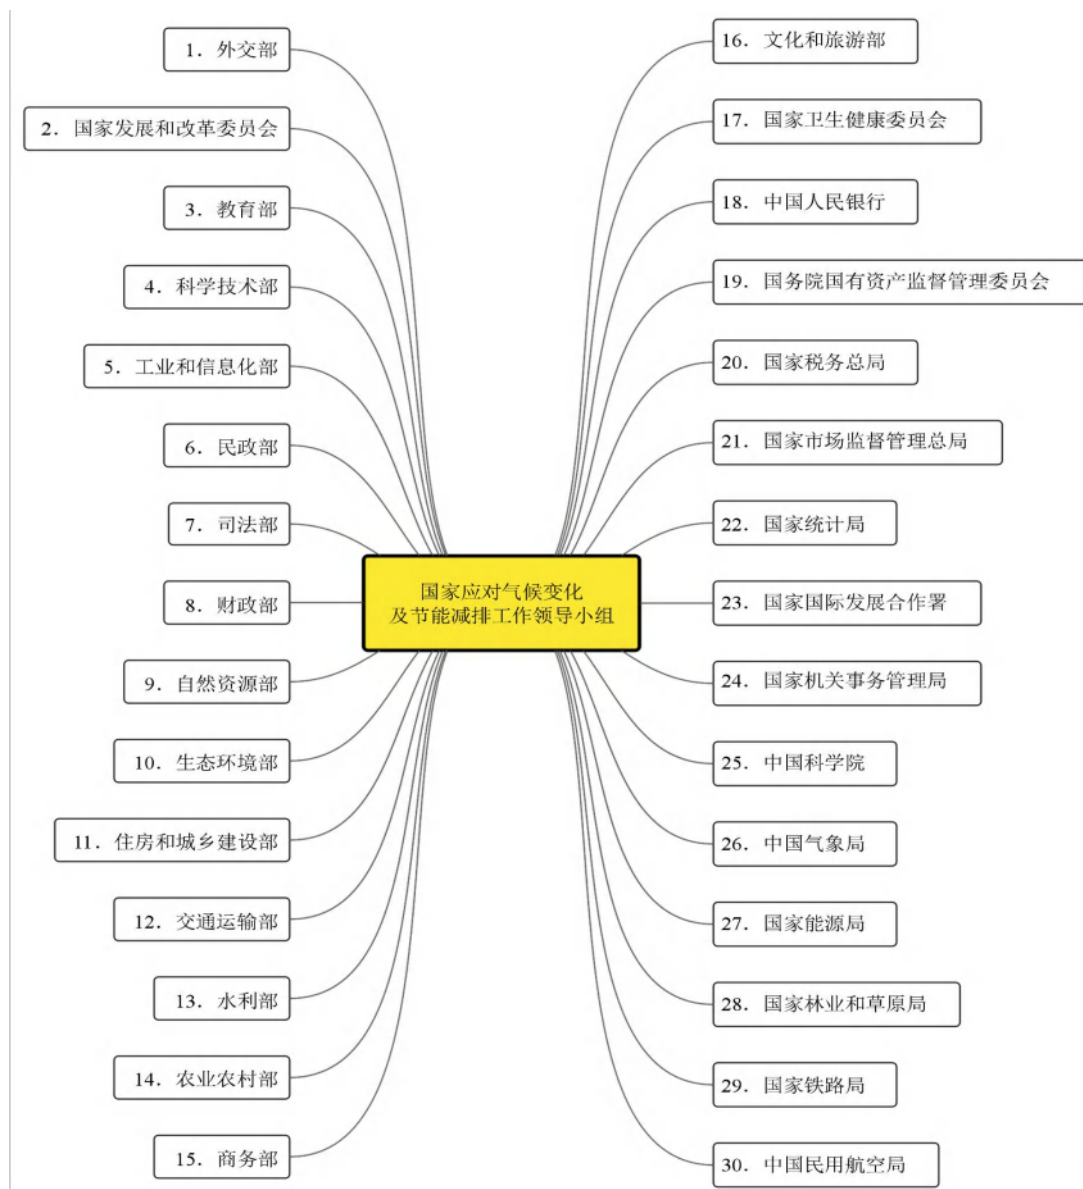 1. 外交部
2. 国家发展和改革委员会
3. 教育部
4. 科学技术部
5. 工业和信息化部
6. 民政部
7. 司法部
8. 财政部
9. 自然资源部
10. 生态环境部
11. 住房和城乡建设部
12. 交通运输部
13. 水利部
14. 农业农村部
15. 商务部
国家应对气候变化
及节能减排工作领导小组
16. 文化和旅游部
17. 国家卫生健康委员会
18. 中国人民银行
19. 国务院国有资产监督管理委员会
20. 国家税务总局
21. 国家市场监督管理总局
22. 国家统计局
23. 国家国际发展合作署
24. 国家机关事务管理局
25. 中国科学院
26. 中国气象局
27. 国家能源局
28. 国家林业和草原局
29. 国家铁路局
30. 中国民用航空局